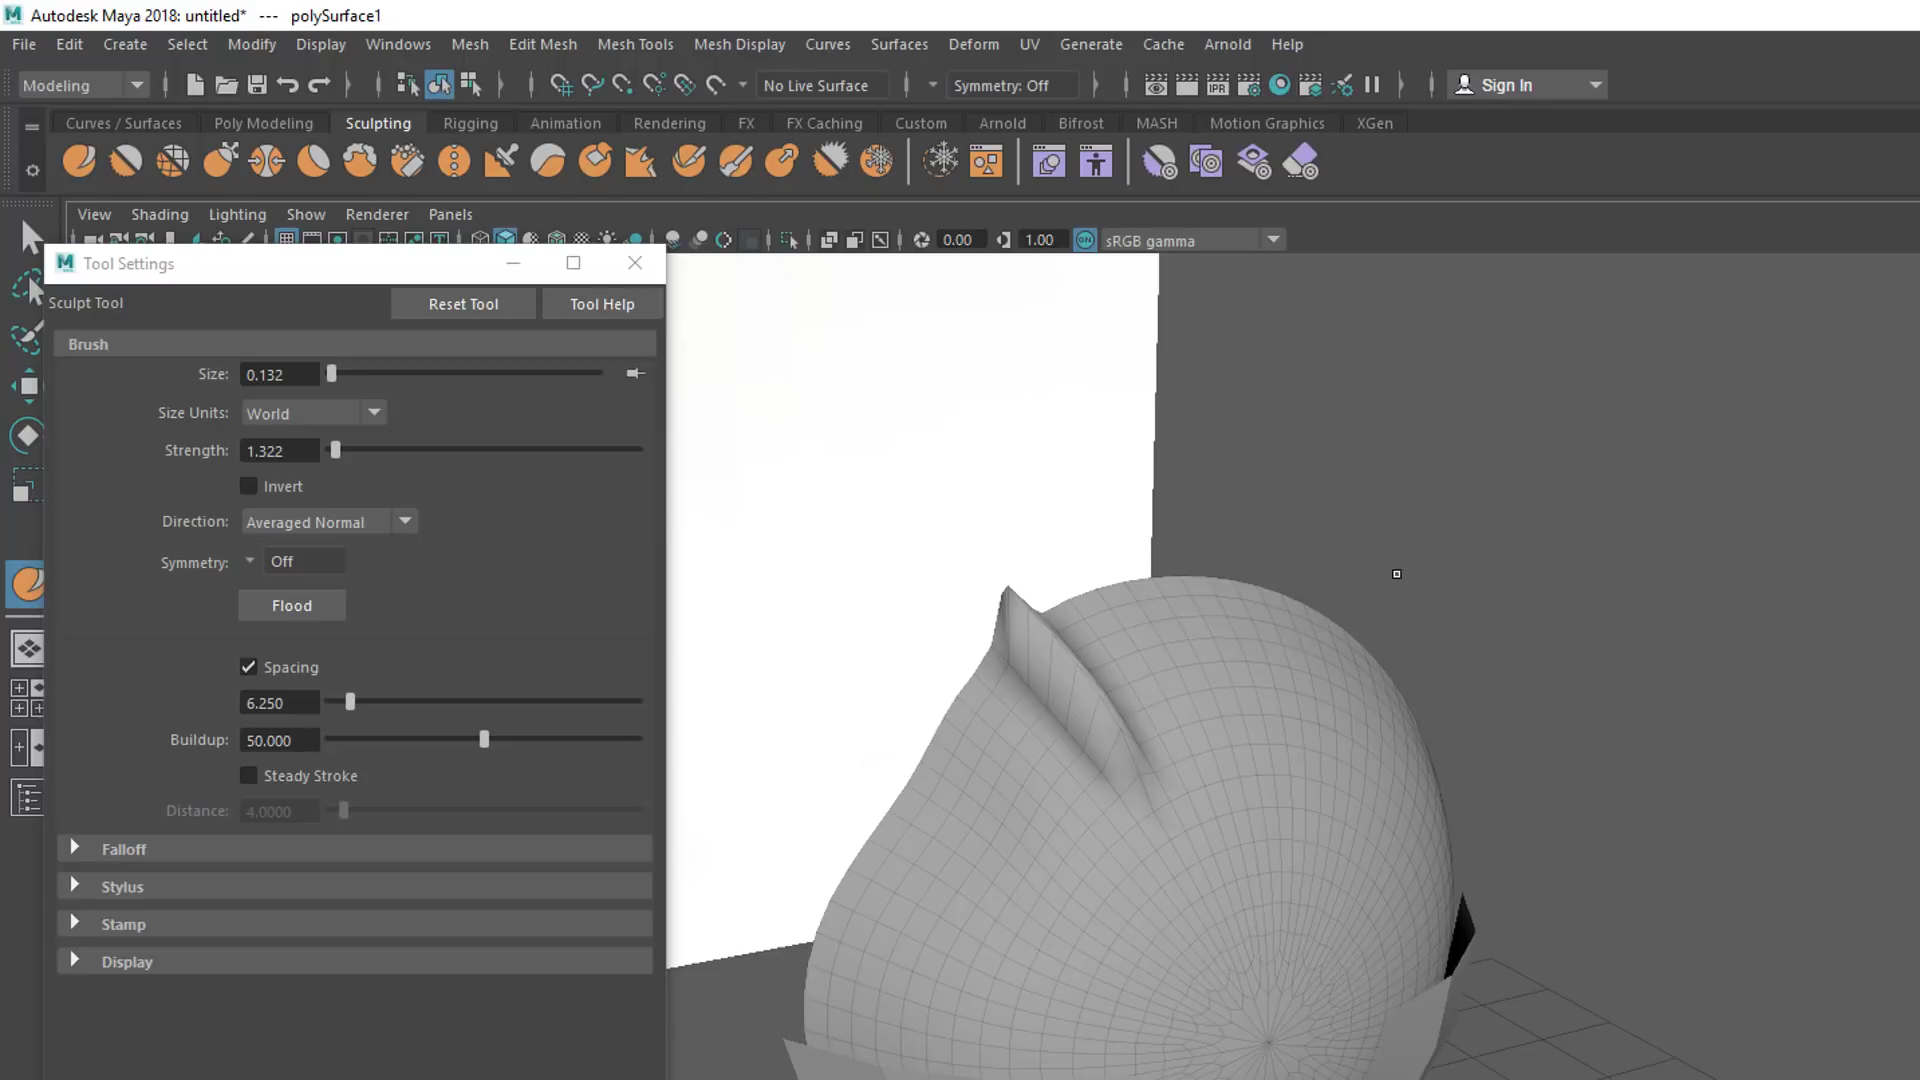 Autodesk Maya 2018: untitled*   ---   polySurface1
File Edit Create Select Modify Display Windows Mesh Edit Mesh Mesh Tools Mesh Display Curves Surfaces Deform UV Generate Cache Arnold Help
Modeling No Live Surface Symmetry: Off IPR Sign In
Curves / Surfaces Poly Modeling Sculpting Rigging Animation Rendering FX FX Caching Custom Arnold Bifrost MASH Motion Graphics XGen
View Shading Lighting Show Renderer Panels
0.00 1.00 ON sRGB gamma
Tool Settings
Sculpt Tool Reset Tool Tool Help
Brush
Size: 0.132
Size Units: World
Strength: 1.322
Invert
Direction: Averaged Normal
Symmetry: Off
Flood
Spacing
6.250
Buildup: 50.000
Steady Stroke
Distance: 4.0000
Falloff
Stylus
Stamp
Display